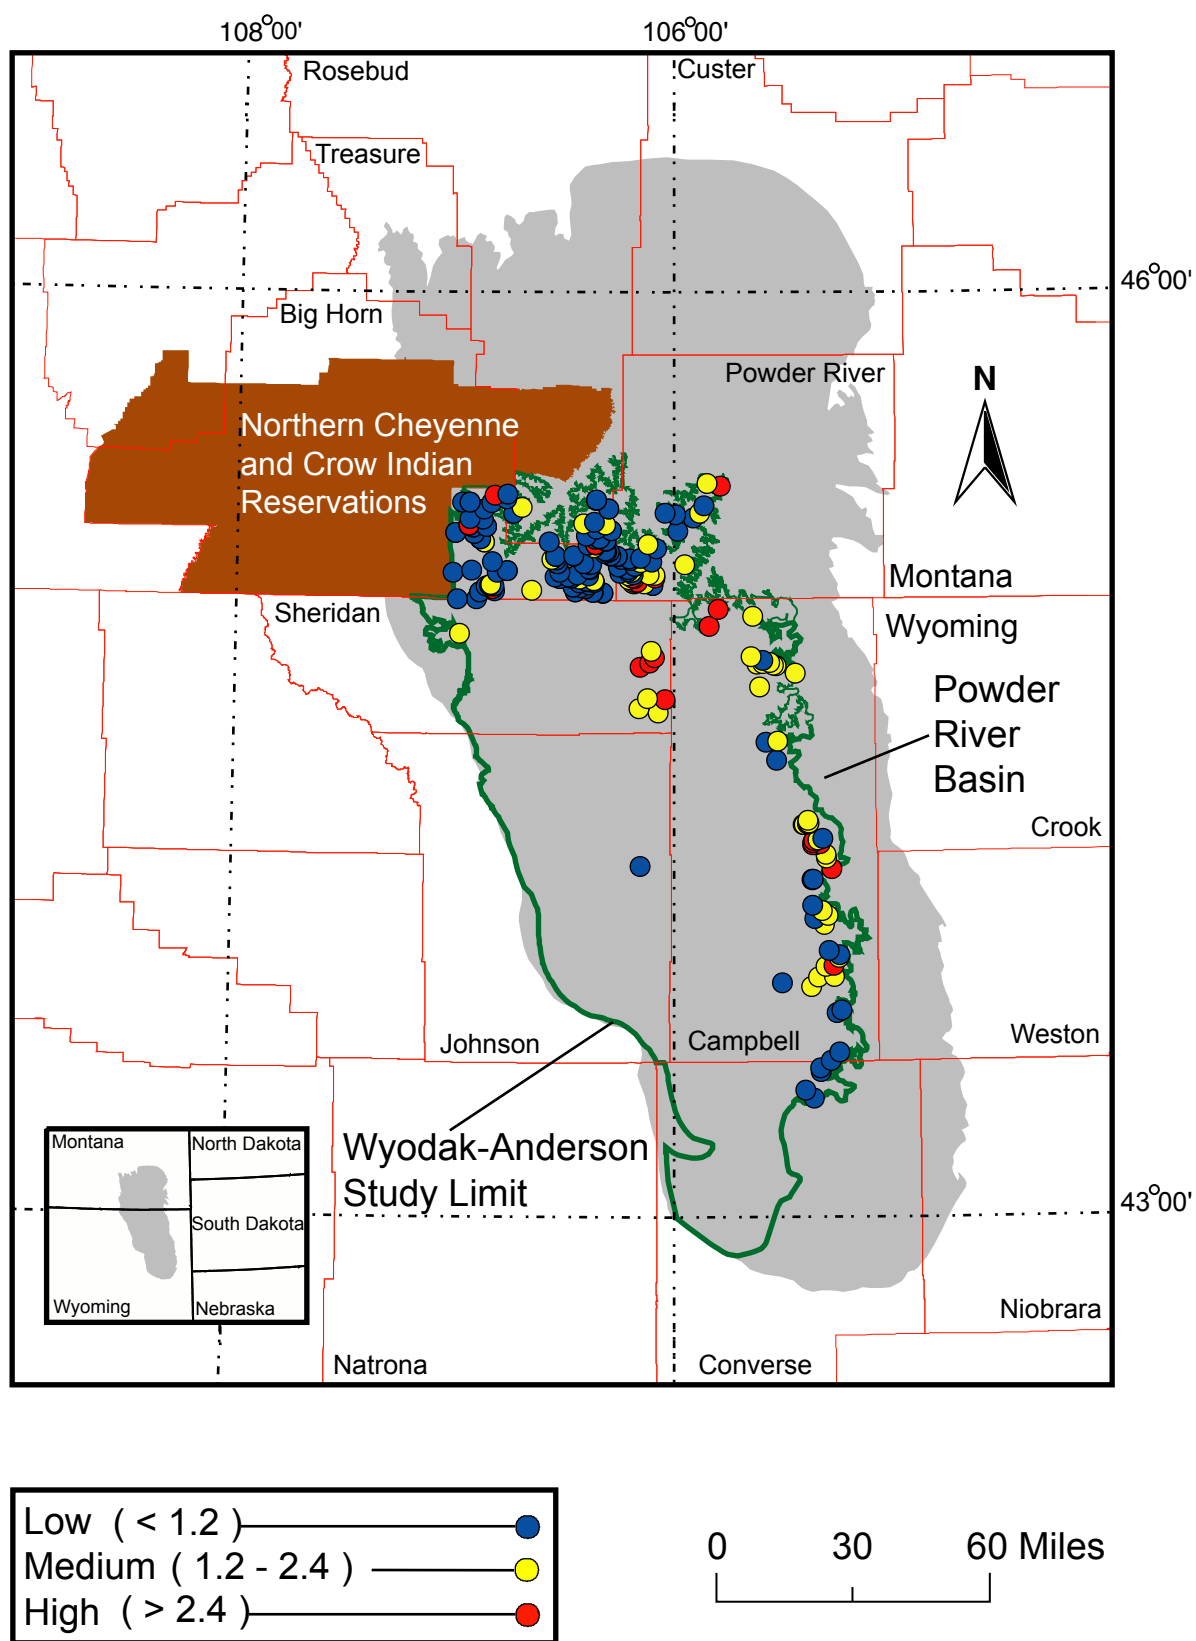 108°00'
106°00'
Rosebud
Custer
Treasure
46°00'
Big Horn
Powder River
N
Northern Cheyenne
and Crow Indian
Reservations
Montana
Sheridan
Wyoming
Powder
River
Basin
Crook
Johnson
Campbell
Weston
Wyodak-Anderson
Study Limit
43°00'
Montana
North Dakota
South Dakota
Wyoming
Nebraska
Niobrara
Natrona
Converse
Low ( < 1.2 )
Medium ( 1.2 - 2.4 )
High ( > 2.4 )
0 30 60 Miles